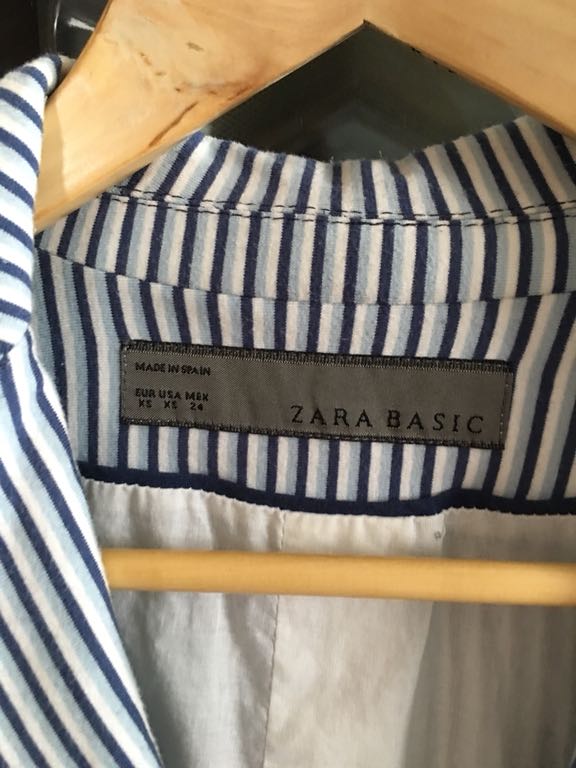 MADE IN SPAIN
EUR USA MEX
XS XS 24
ZARA BASIC